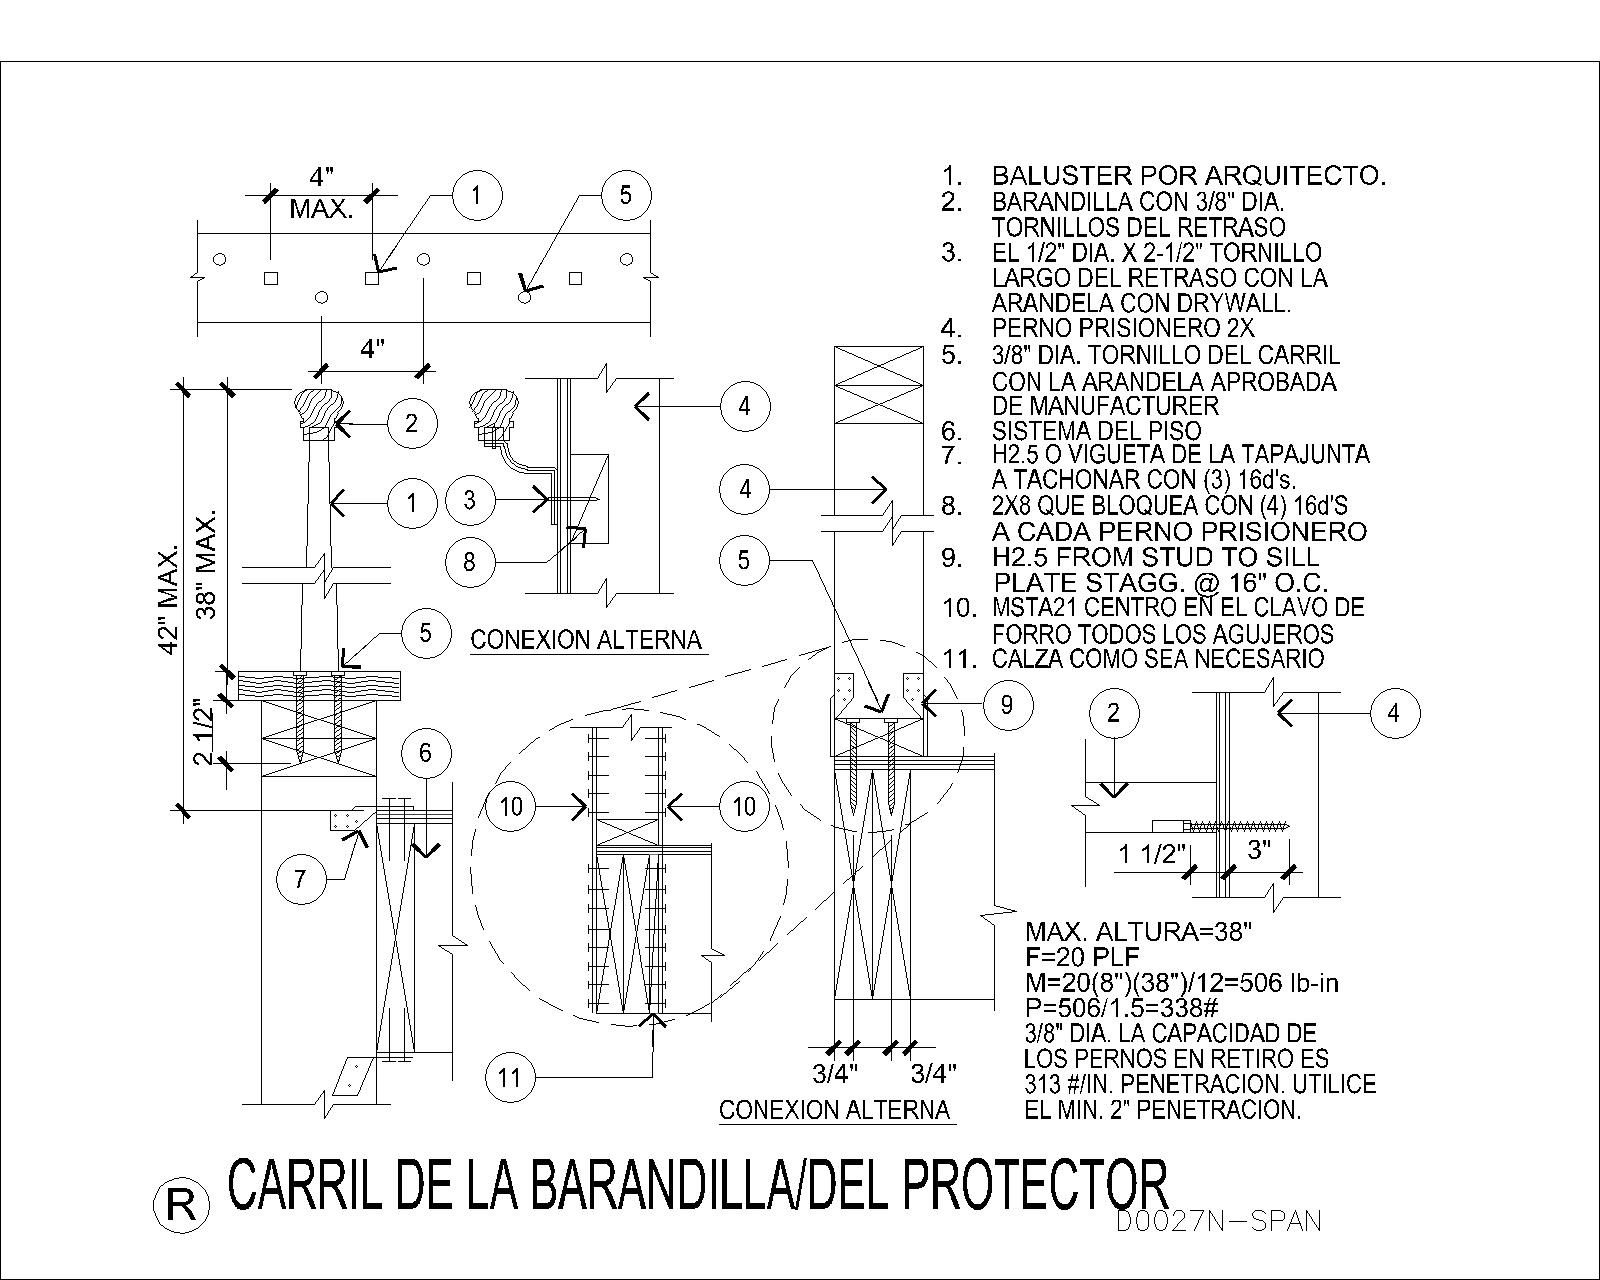 4"
MAX.
1
5
4"
2
1
3
8
4
4
5
42" MAX.
38" MAX.
2 1/2"
5
6
7
CONEXION ALTERNA
10
10
11
9
3/4"
3/4"
CONEXION ALTERNA
1. BALUSTER POR ARQUITECTO.
2. BARANDILLA CON 3/8" DIA.
TORNILLOS DEL RETRASO
3. EL 1/2" DIA. X 2-1/2" TORNILLO
LARGO DEL RETRASO CON LA
ARANDELA CON DRYWALL.
4. PERNO PRISIONERO 2X
5. 3/8" DIA. TORNILLO DEL CARRIL
CON LA ARANDELA APROBADA
DE MANUFACTURER
6. SISTEMA DEL PISO
7. H2.5 O VIGUETA DE LA TAPAJUNTA
A TACHONAR CON (3) 16d's.
8. 2X8 QUE BLOQUEA CON (4) 16d'S
A CADA PERNO PRISIONERO
9. H2.5 FROM STUD TO SILL
PLATE STAGG. @ 16" O.C.
10. MSTA21 CENTRO EN EL CLAVO DE
FORRO TODOS LOS AGUJEROS
11. CALZA COMO SEA NECESARIO
2
4
1 1/2"
3"
MAX. ALTURA=38"
F=20 PLF
M=20(8")(38")/12=506 lb-in
P=506/1.5=338#
3/8" DIA. LA CAPACIDAD DE
LOS PERNOS EN RETIRO ES
313 #/IN. PENETRACION. UTILICE
EL MIN. 2" PENETRACION.
R
CARRIL DE LA BARANDILLA/DEL PROTECTOR
D0027N-SPAN